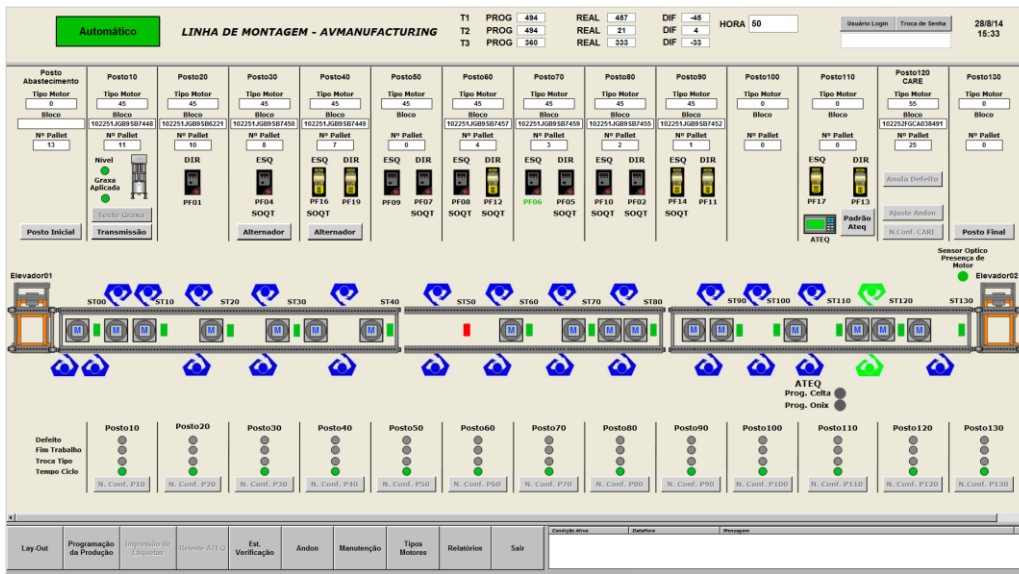 Automático
LINHA DE MONTAGEM - AVMANUFACTURING
T1 PROG 494 REAL 457 DIF -45
T2 PROG 494 REAL 21 DIF 4
T3 PROG 360 REAL 333 DIF -33
HORA 50
Usuário Login Troca de Senha
28/8/14
15:33
Posto Abastecimento Posto10 Posto20 Posto30 Posto40 Posto50 Posto60 Posto70 Posto80 Posto90 Posto100 Posto110 Posto120 CARE Posto130
Tipo Motor Tipo Motor Tipo Motor Tipo Motor Tipo Motor Tipo Motor Tipo Motor Tipo Motor Tipo Motor Tipo Motor Tipo Motor Tipo Motor Tipo Motor Tipo Motor
0 45 45 45 45 45 45 45 45 45 0 0 55 0
Bloco Bloco Bloco Bloco Bloco Bloco Bloco Bloco Bloco Bloco Bloco Bloco Bloco Bloco
102251JGB9SB7448 102251JGB9SB6221 102251JGB9SB7450 102251JGB9SB7449 102251JGB9SB7457 102251JGB9SB7459 102251JGB9SB7455 102251JGB9SB7452 102252FGCA038491
Nº Pallet Nº Pallet Nº Pallet Nº Pallet Nº Pallet Nº Pallet Nº Pallet Nº Pallet Nº Pallet Nº Pallet Nº Pallet Nº Pallet Nº Pallet Nº Pallet
13 11 10 8 7 0 4 3 2 1 0 0 25 0
Nível
Graxa Aplicada
DIR ESQ ESQ DIR ESQ DIR ESQ DIR ESQ DIR ESQ DIR ESQ DIR ESQ DIR
PF01 PF04 PF16 PF19 PF09 PF07 PF08 PF12 PF06 PF05 PF10 PF02 PF14 PF11 PF17 PF13
SOQT SOQT SOQT SOQT SOQT SOQT SOQT
Anula Defeito
Teste Graxa
ATEQ
Padrão Ateq
Ajuste Andon
Posto Inicial Transmissão Alternador Alternador N.Conf. CARE Posto Final
Sensor Optico
Presença de
Motor
Elevador01 Elevador02
ST00 ST10 ST20 ST30 ST40 ST50 ST60 ST70 ST80 ST90 ST100 ST110 ST120 ST130
M M M M M M M M M M M M M M M M M M
ATEQ
Prog. Celta
Prog. Onix
Posto10 Posto20 Posto30 Posto40 Posto50 Posto60 Posto70 Posto80 Posto90 Posto100 Posto110 Posto120 Posto130
Defeito
Fim Trabalho
Troca Tipo
Tempo Ciclo
N. Conf. P10 N. Conf. P20 N. Conf. P30 N. Conf. P40 N. Conf. P50 N. Conf. P60 N. Conf. P70 N. Conf. P80 N. Conf. P90 N. Conf. P100 N. Conf. P110 N. Conf. P120 N. Conf. P130
Lay-Out
Programação da Produção
Impressão de Etiquetas
Reteste ATEQ
Est. Verificação
Andon
Manutenção
Tipos Motores
Relatórios
Sair
Condição Ativa Data/Hora Mensagem